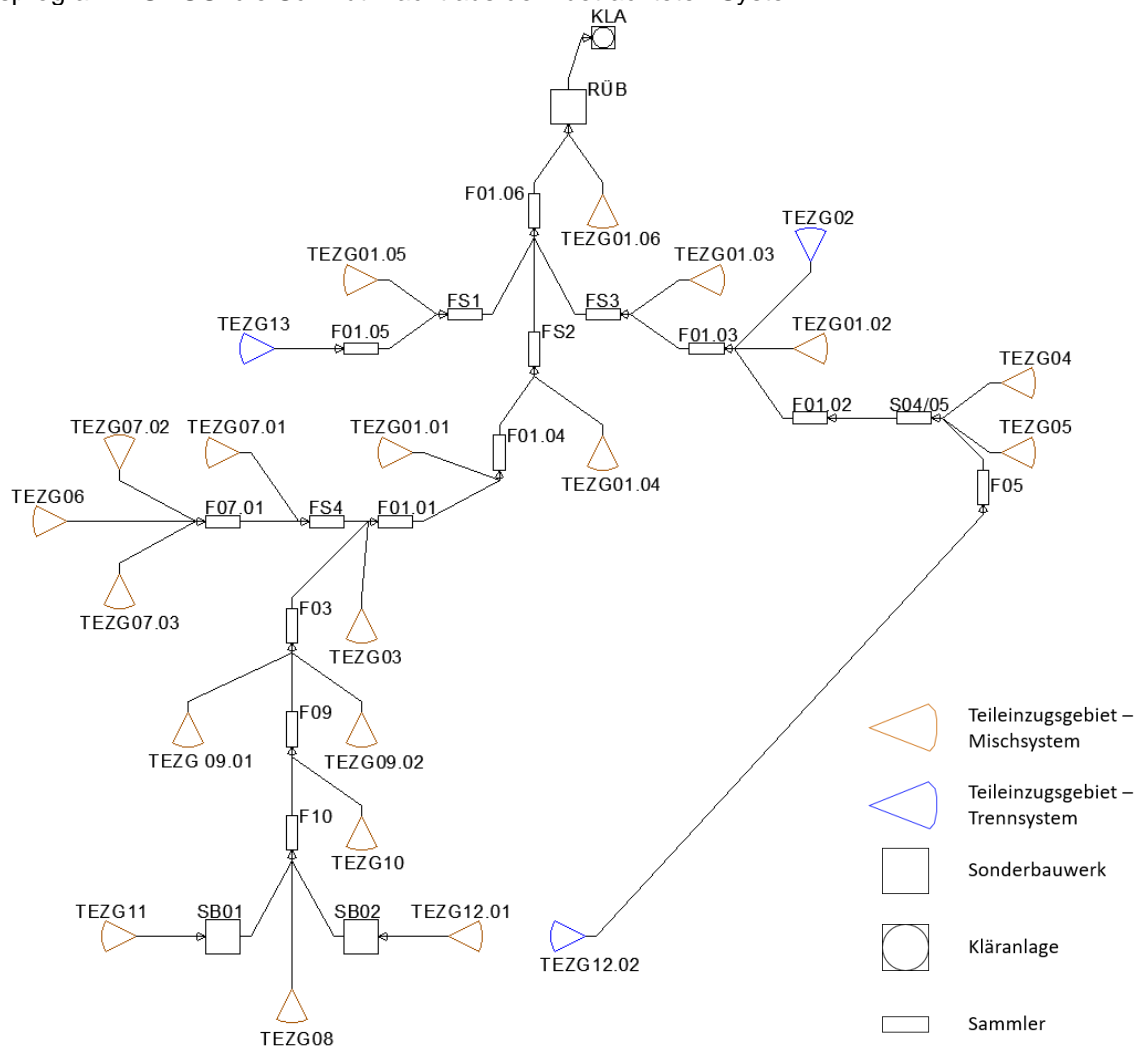 KLA
RÜB
F01.06
TEZG01.06
TEZG02
TEZG01.05
TEZG01.03
FS1
FS3
TEZG13
F01.05
FS2
F01.03
TEZG01.02
TEZG04
F01.02
S04/05
TEZG07.02
TEZG07.01
TEZG01.01
F01.04
TEZG05
TEZG01.04
F05
TEZG06
F07.01
FS4
F01.01
TEZG07.03
F03
TEZG03
F09
TEZG 09.01
TEZG09.02
F10
TEZG10
TEZG11
SB01
SB02
TEZG12.01
TEZG12.02
TEZG08
Teileinzugsgebiet –
Mischsystem
Teileinzugsgebiet –
Trennsystem
Sonderbauwerk
Kläranlage
Sammler